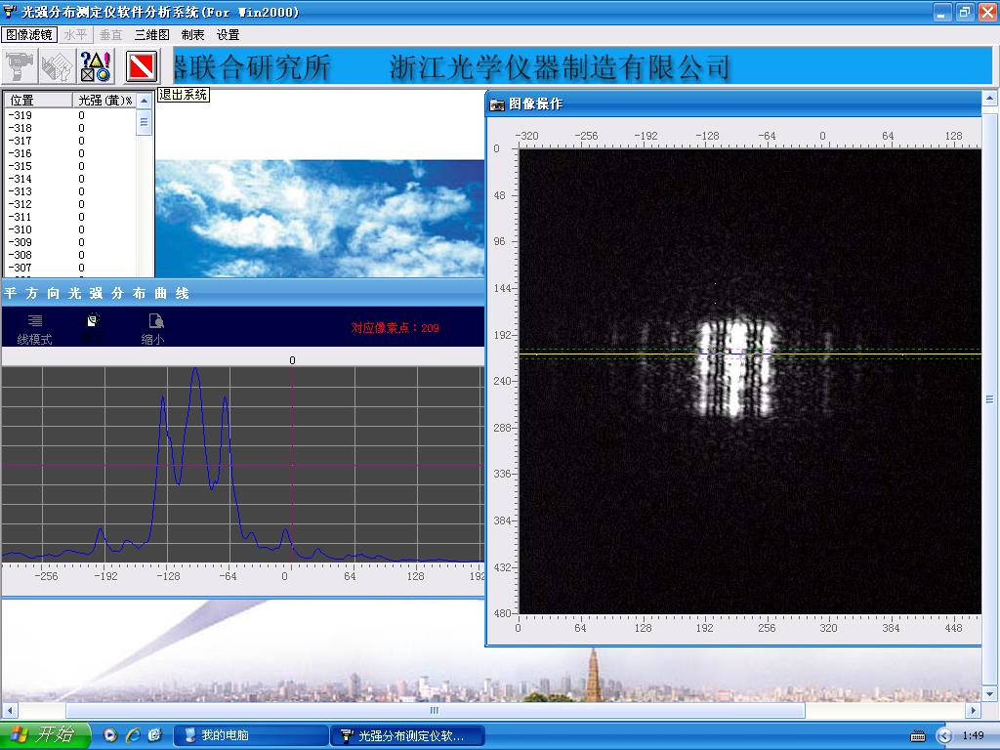 光强分布测定仪软件分析系统(For Win2000)
图像滤镜 水平 垂直 三维图 制表 设置
器联合研究所 浙江光学仪器制造有限公司
退出系统
位置 光强(黄)%
-319 0
-318 0
-317 0
-316 0
-315 0
-314 0
-313 0
-312 0
-311 0
-310 0
-309 0
-308 0
-307 0
平方向光强分布曲线
线模式 缩小 对应像素点：209
0
-256 -192 -128 -64 0 64 128 192
图像操作
-320 -256 -192 -128 -64 0 64 128
0
48
96
144
192
240
288
336
384
432
480
0 64 128 192 256 320 384 448
开始 我的电脑 光强分布测定仪软... 1:49